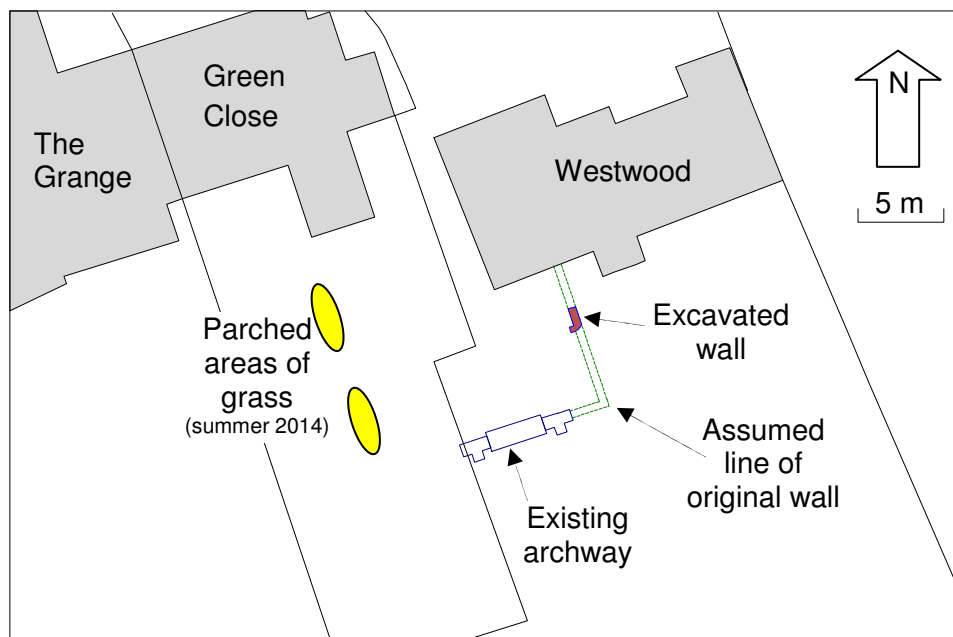 Green
Close
The
Grange
Westwood
N
5 m
Parched
areas of
grass
(summer 2014)
Excavated
wall
Assumed
line of
original wall
Existing
archway